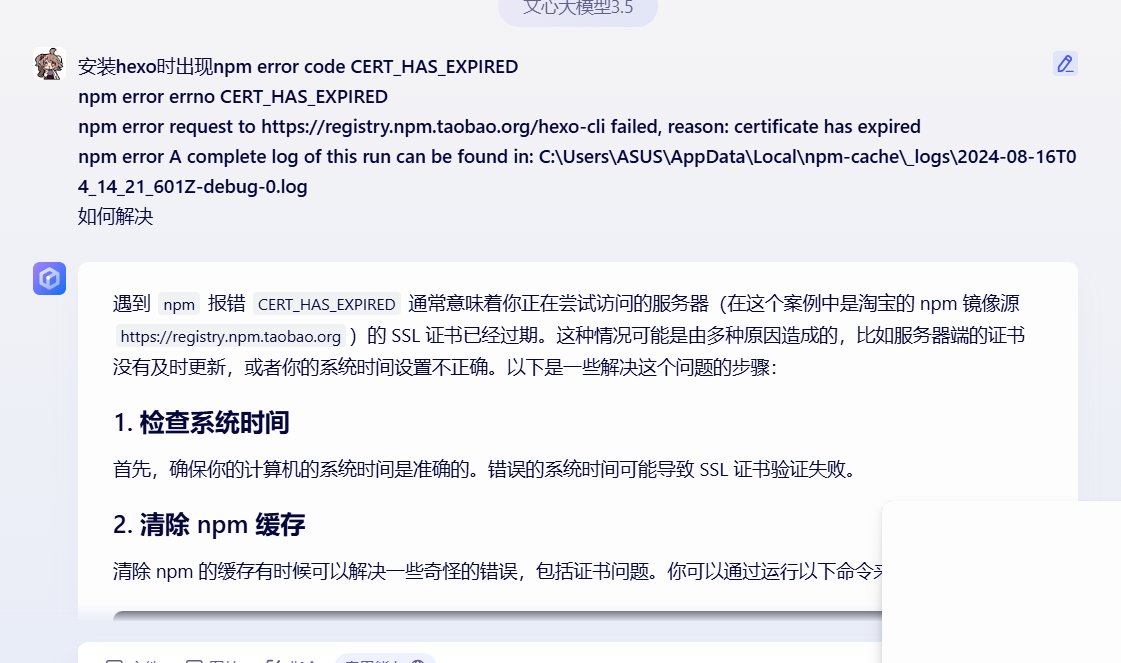 文心大模型3.5
安装hexo时出现npm error code CERT_HAS_EXPIRED
npm error errno CERT_HAS_EXPIRED
npm error request to https://registry.npm.taobao.org/hexo-cli failed, reason: certificate has expired
npm error A complete log of this run can be found in: C:\Users\ASUS\AppData\Local\npm-cache\_logs\2024-08-16T0
4_14_21_601Z-debug-0.log
如何解决
遇到 npm 报错 CERT_HAS_EXPIRED 通常意味着你正在尝试访问的服务器（在这个案例中是淘宝的 npm 镜像源
https://registry.npm.taobao.org ）的 SSL 证书已经过期。这种情况可能是由多种原因造成的，比如服务器端的证书
没有及时更新，或者你的系统时间设置不正确。以下是一些解决这个问题的步骤：
1. 检查系统时间
首先，确保你的计算机的系统时间是准确的。错误的系统时间可能导致 SSL 证书验证失败。
2. 清除 npm 缓存
清除 npm 的缓存有时候可以解决一些奇怪的错误，包括证书问题。你可以通过运行以下命令